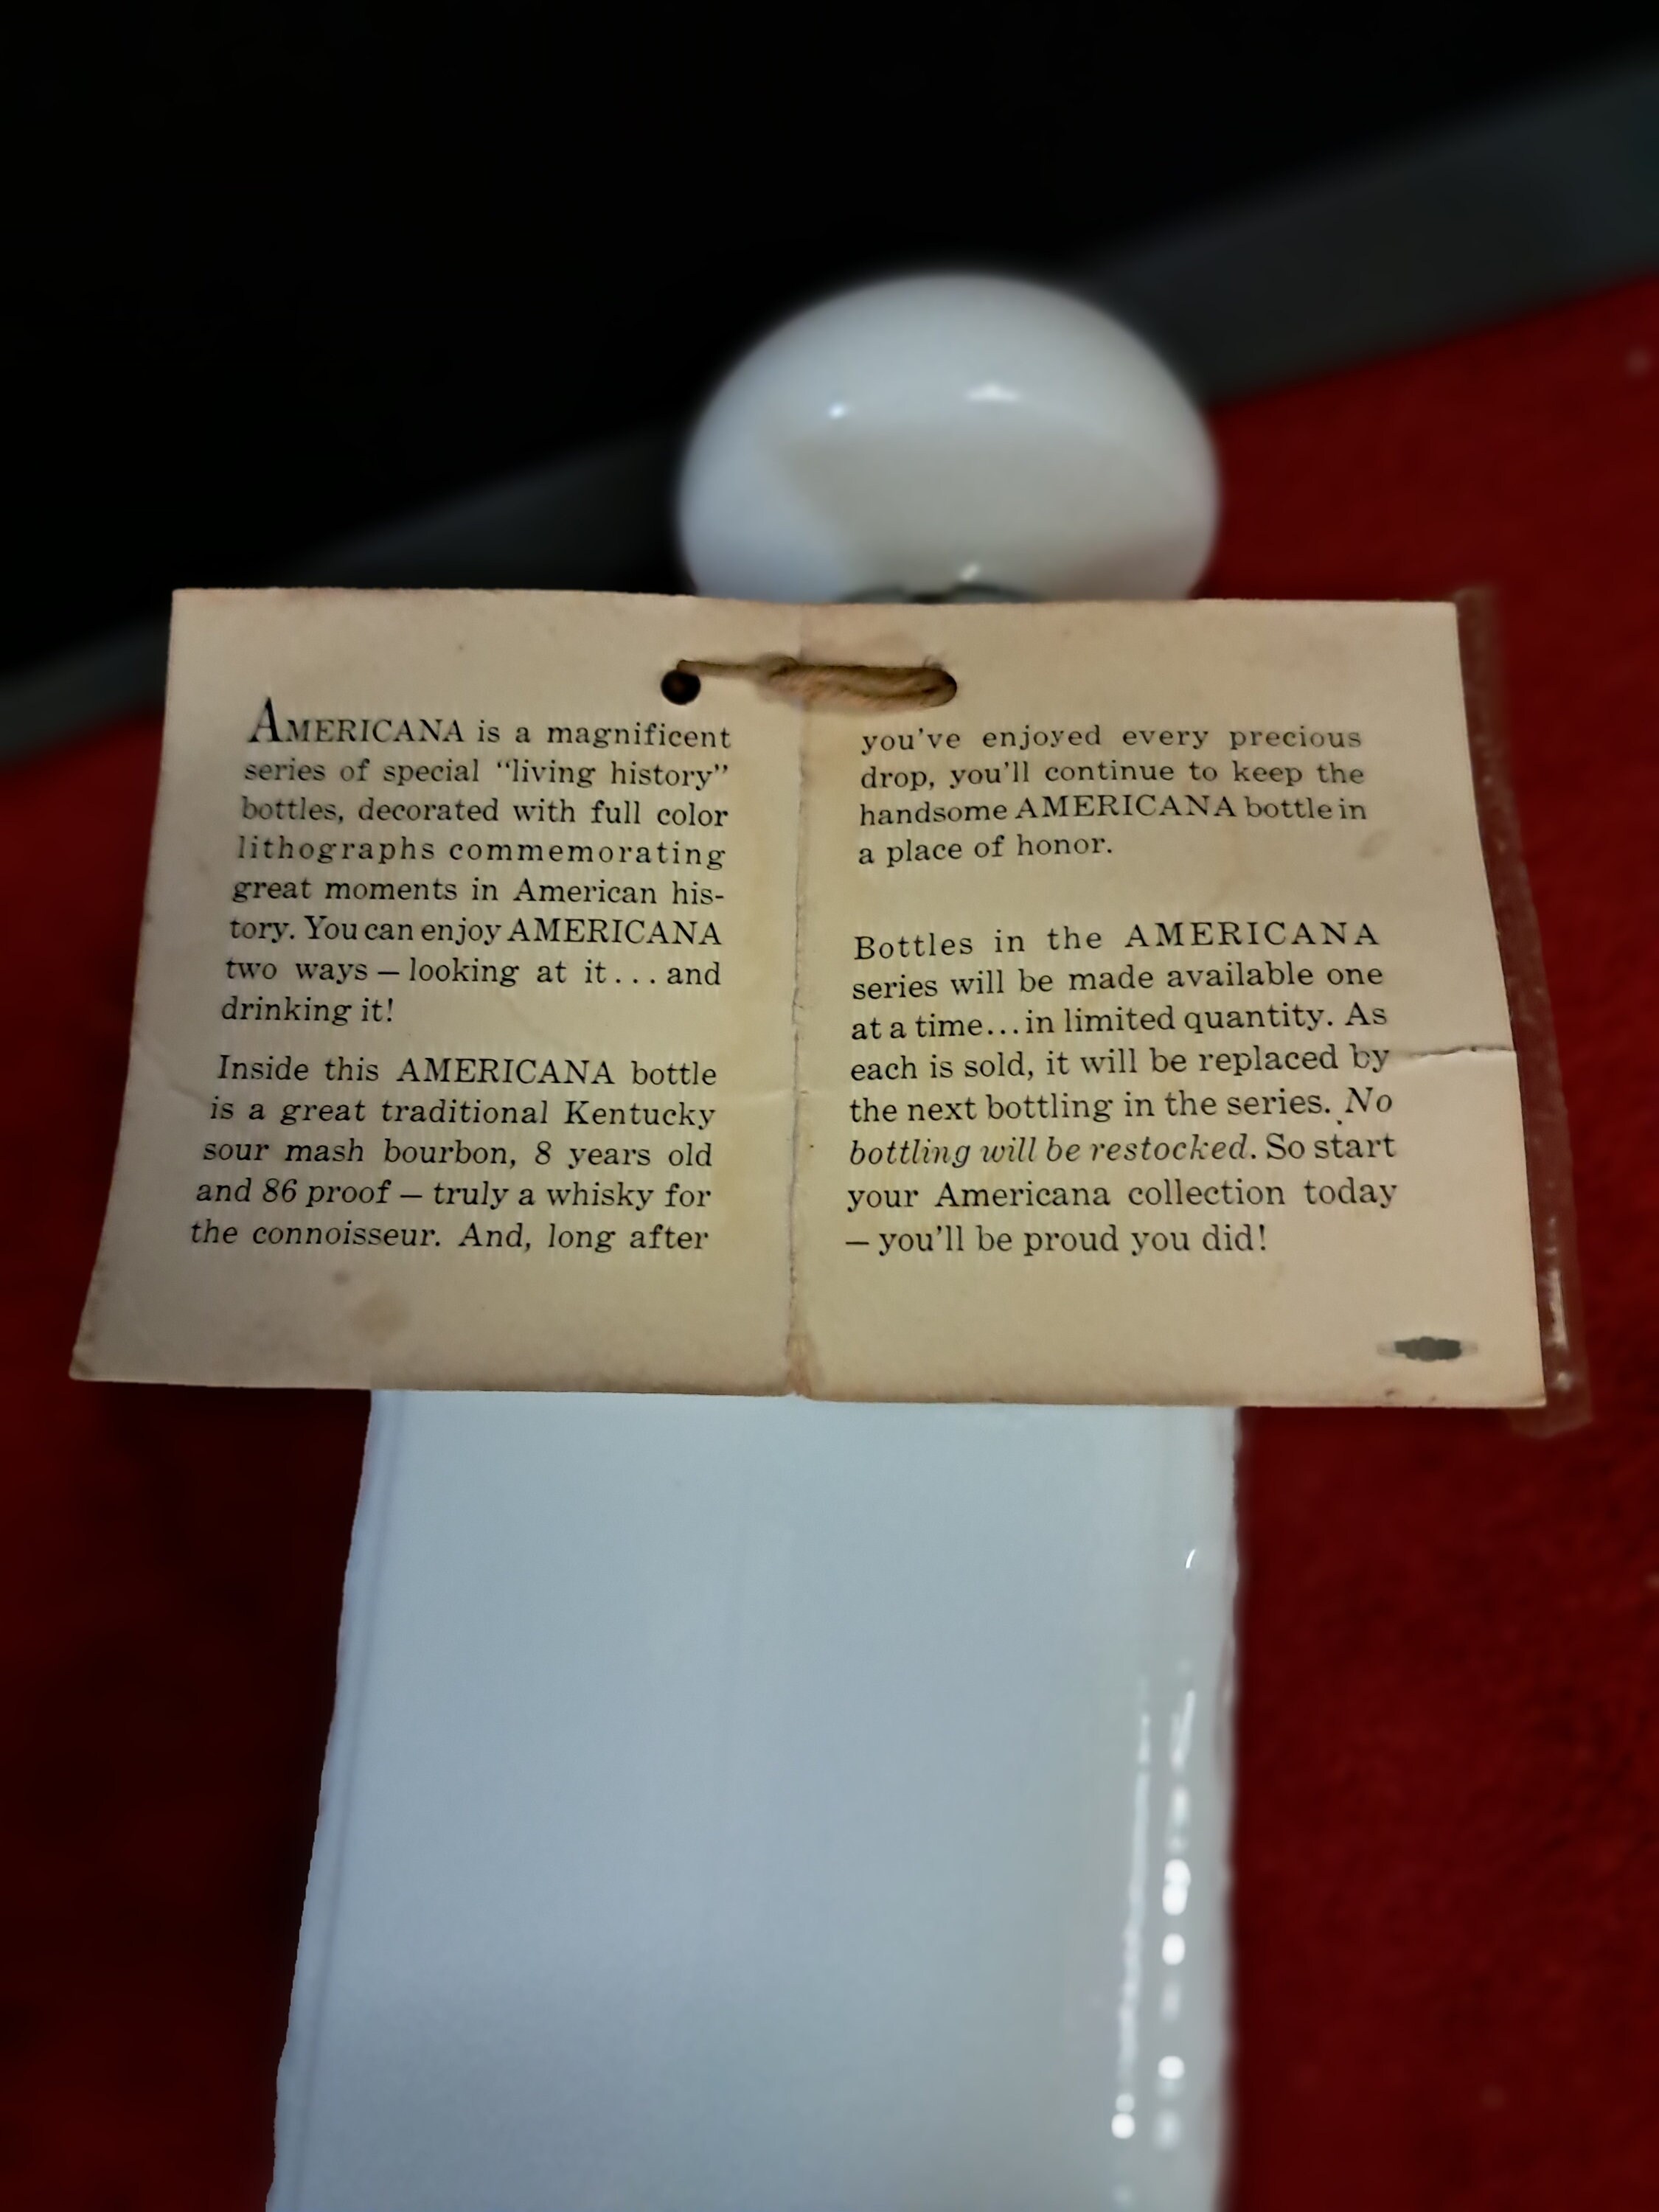 AMERICANA is a magnificent
series of special “living history”
bottles, decorated with full color
lithographs commemorating
great moments in American his-
tory. You can enjoy AMERICANA
two ways – looking at it... and
drinking it!
Inside this AMERICANA bottle
is a great traditional Kentucky
sour mash bourbon, 8 years old
and 86 proof – truly a whisky for
the connoisseur. And, long after
you've enjoyed every precious
drop, you'll continue to keep the
handsome AMERICANA bottle in
a place of honor.
Bottles in the AMERICANA
series will be made available one
at a time...in limited quantity. As
each is sold, it will be replaced by
the next bottling in the series. No
bottling will be restocked. So start
your Americana collection today
– you'll be proud you did!